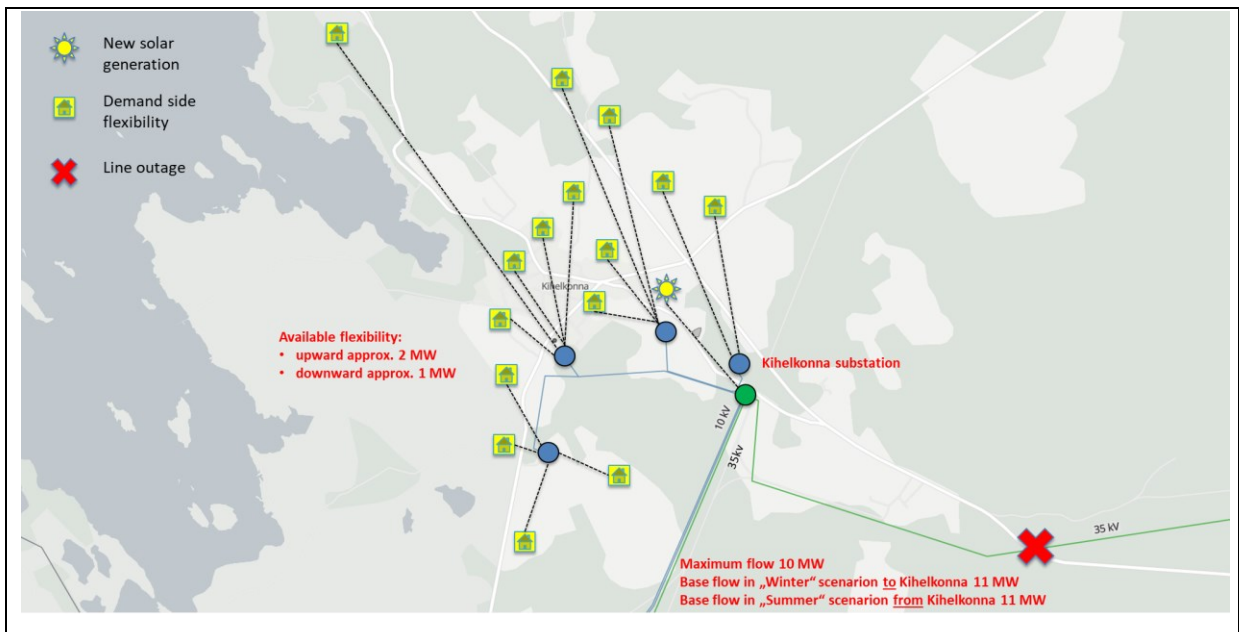 New solar
generation
Demand side
flexibility
Line outage
Kihelkonna
Available flexibility:
• upward approx. 2 MW
• downward approx. 1 MW
Kihelkonna substation
10 kV
35kv
35 kV
Maximum flow 10 MW
Base flow in „Winter“ scenarion to Kihelkonna 11 MW
Base flow in „Summer“ scenarion from Kihelkonna 11 MW